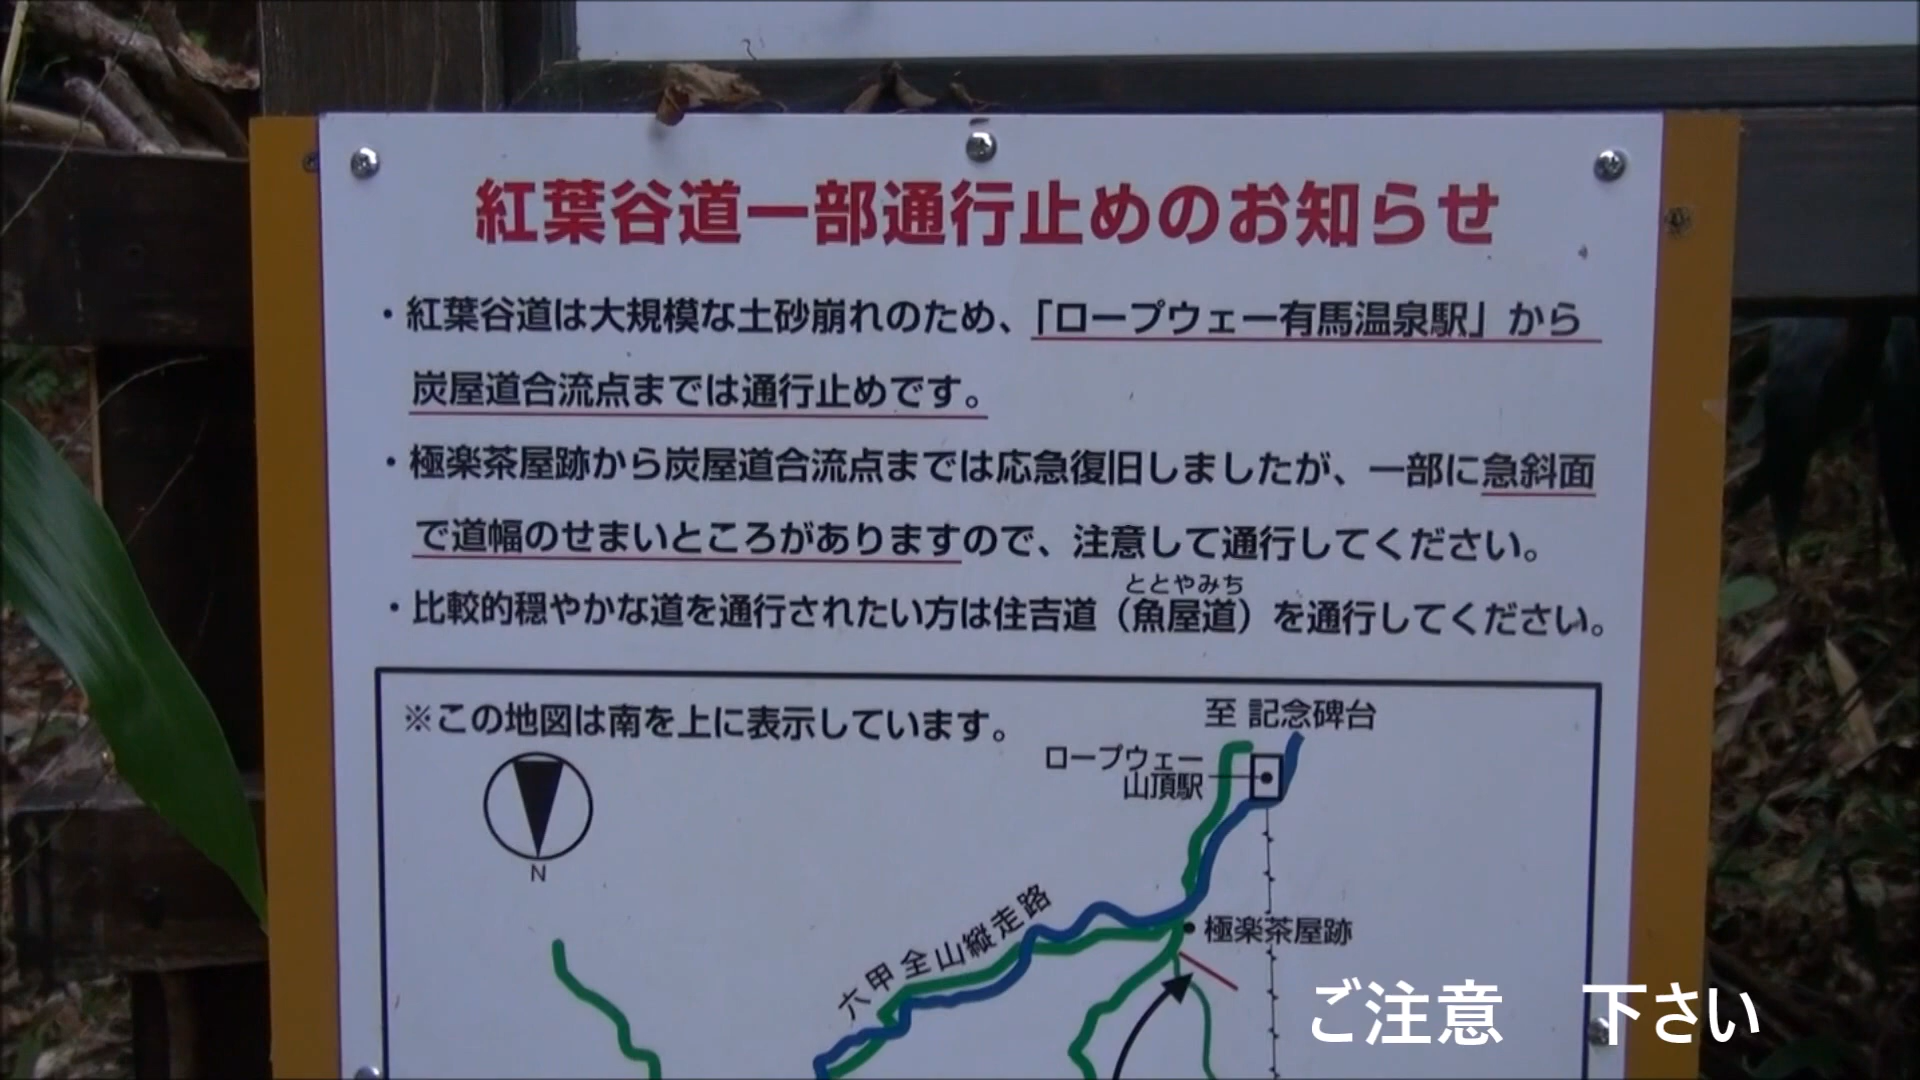 紅葉谷道一部通行止めのお知らせ
・紅葉谷道は大規模な土砂崩れのため、「ロープウェー有馬温泉駅」から
炭屋道合流点までは通行止めです。
・極楽茶屋跡から炭屋道合流点までは応急復旧しましたが、一部に急斜面
で道幅のせまいところがありますので、注意して通行してください。
ととやみち
・比較的穏やかな道を通行されたい方は住吉道（魚屋道）を通行してください。
※この地図は南を上に表示しています。
至 記念碑台
ロープウェー
山頂駅
N
六甲全山縦走路
極楽茶屋跡
ご注意 下さい